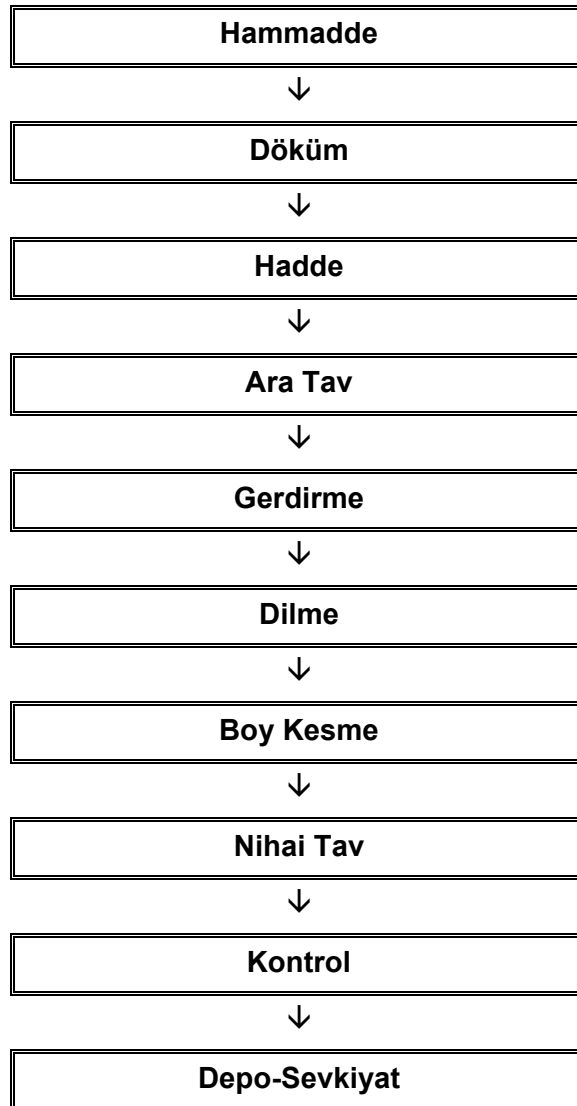 Hammadde
↓
Döküm
↓
Hadde
↓
Ara Tav
↓
Gerdirme
↓
Dilme
↓
Boy Kesme
↓
Nihai Tav
↓
Kontrol
↓
Depo-Sevkiyat